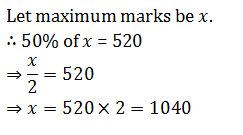 Let maximum marks be x.
∴ 50% of x = 520
⇒ x/2 = 520
⇒ x = 520 × 2 = 1040